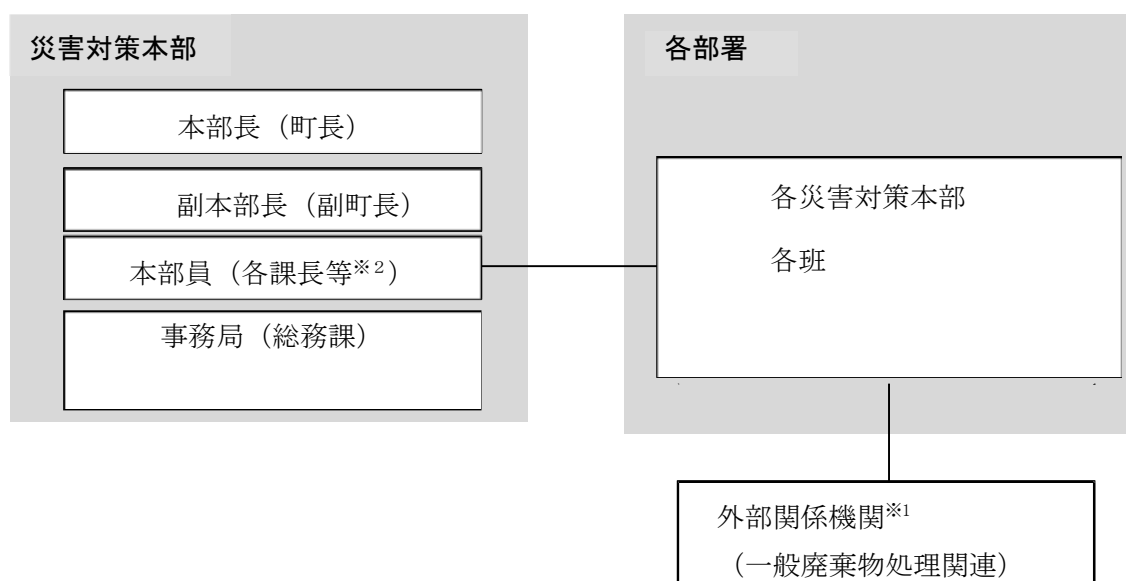 災害対策本部
本部長（町長）
副本部長（副町長）
本部員（各課長等※2）
事務局（総務課）
各部署
各災害対策本部
各班
外部関係機関※1
（一般廃棄物処理関連）